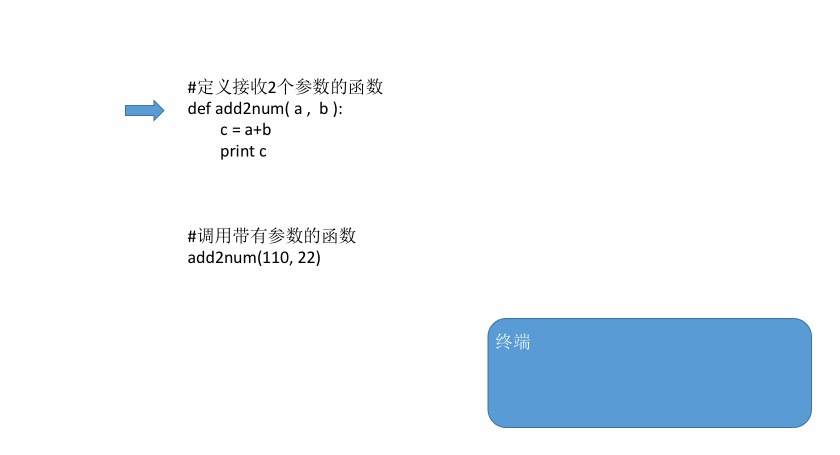 #定义接收2个参数的函数
def add2num( a ,  b ):
c = a+b
print c
#调用带有参数的函数
add2num(110, 22)
终端